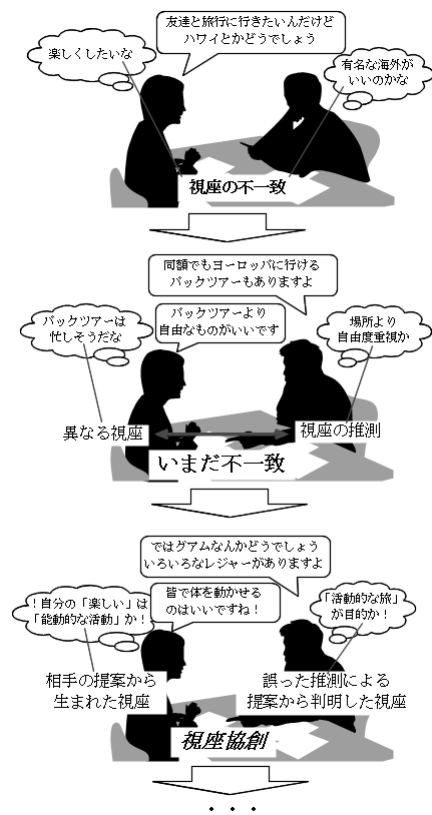 友達と旅行に行きたいんだけど
ハワイとかどうでしょう
楽しくしたいな
有名な海外が
いいのかな
視座の不一致
同額でもヨーロッパに行ける
パックツアーもありますよ
パックツアーは
忙しそうだな
パックツアーより
自由なものがいいです
場所より
自由度重視か
異なる視座
視座の推測
いまだ不一致
ではグアムなんかどうでしょう
いろいろなレジャーがありますよ
！自分の「楽しい」は
「能動的な活動」か！
皆で体を動かせる
のはいいですね！
「活動的な旅」
が目的か！
相手の提案から
生まれた視座
誤った推測による
提案から判明した視座
視座協創
・・・